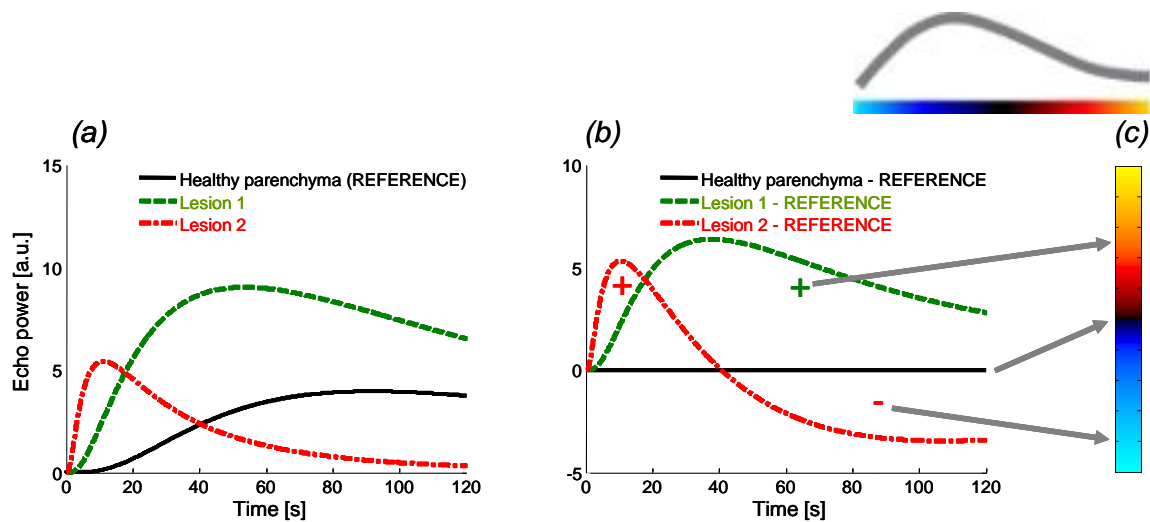 (a)
(b)
(c)
15
10
5
0
Echo power [a.u.]
Healthy parenchyma (REFERENCE)
Lesion 1
Lesion 2
0 20 40 60 80 100 120
Time [s]
10
5
0
-5
Healthy parenchyma - REFERENCE
Lesion 1 - REFERENCE
Lesion 2 - REFERENCE
+
+
-
0 20 40 60 80 100 120
Time [s]